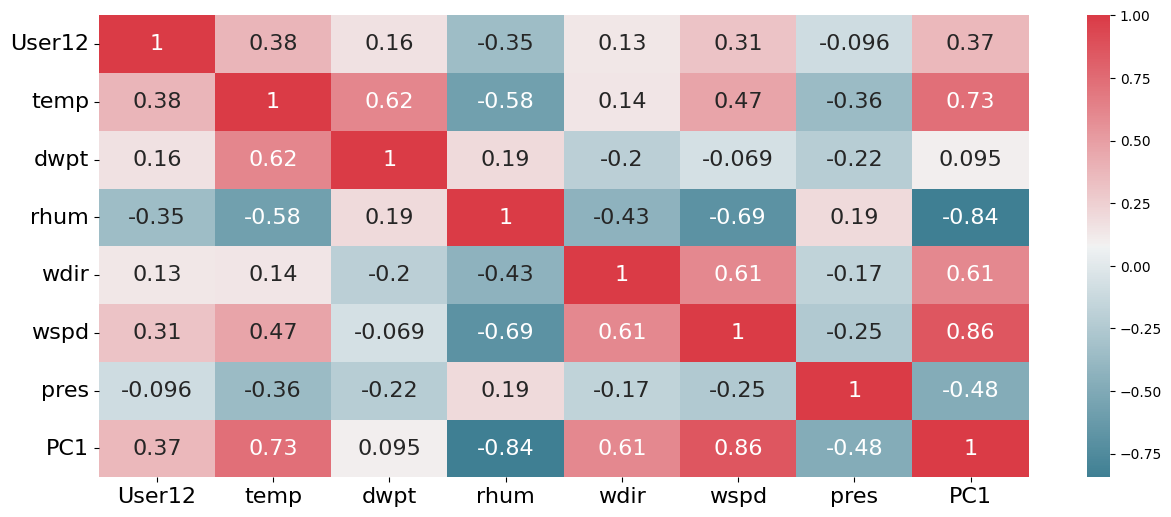 User12 1 0.38 0.16 -0.35 0.13 0.31 -0.096 0.37
temp 0.38 1 0.62 -0.58 0.14 0.47 -0.36 0.73
dwpt 0.16 0.62 1 0.19 -0.2 -0.069 -0.22 0.095
rhum -0.35 -0.58 0.19 1 -0.43 -0.69 0.19 -0.84
wdir 0.13 0.14 -0.2 -0.43 1 0.61 -0.17 0.61
wspd 0.31 0.47 -0.069 -0.69 0.61 1 -0.25 0.86
pres -0.096 -0.36 -0.22 0.19 -0.17 -0.25 1 -0.48
PC1 0.37 0.73 0.095 -0.84 0.61 0.86 -0.48 1
User12 temp dwpt rhum wdir wspd pres PC1
1.00
0.75
0.50
0.25
0.00
−0.25
−0.50
−0.75